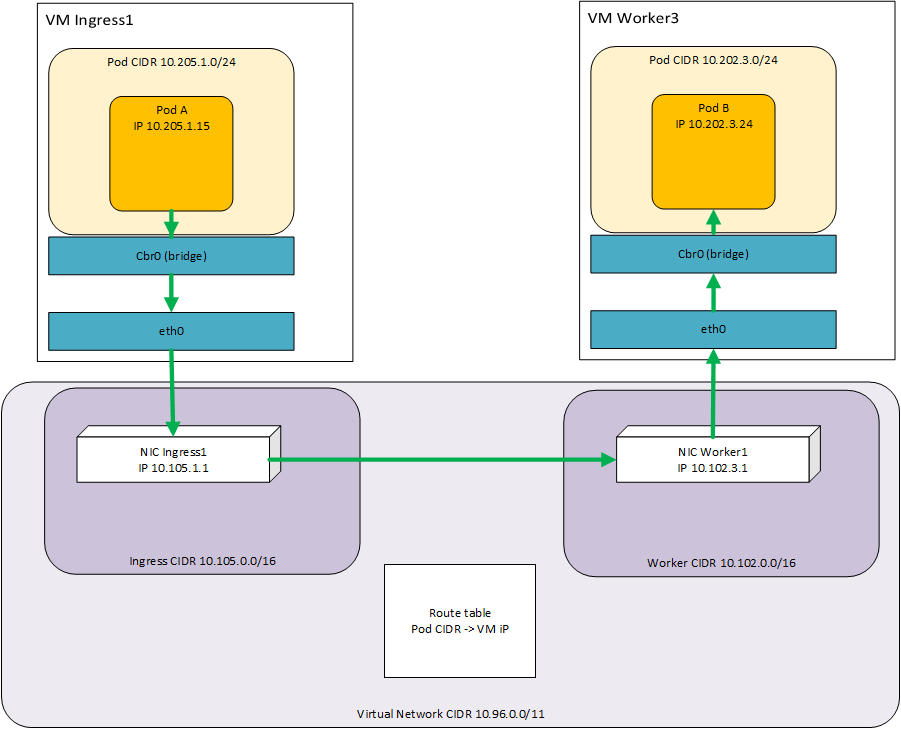 VM Ingress1
Pod CIDR 10.205.1.0/24
Pod A
IP 10.205.1.15
Cbr0 (bridge)
eth0
VM Worker3
Pod CIDR 10.202.3.0/24
Pod B
IP 10.202.3.24
Cbr0 (bridge)
eth0
NIC Ingress1
IP 10.105.1.1
Ingress CIDR 10.105.0.0/16
NIC Worker1
IP 10.102.3.1
Worker CIDR 10.102.0.0/16
Route table
Pod CIDR -> VM iP
Virtual Network CIDR 10.96.0.0/11